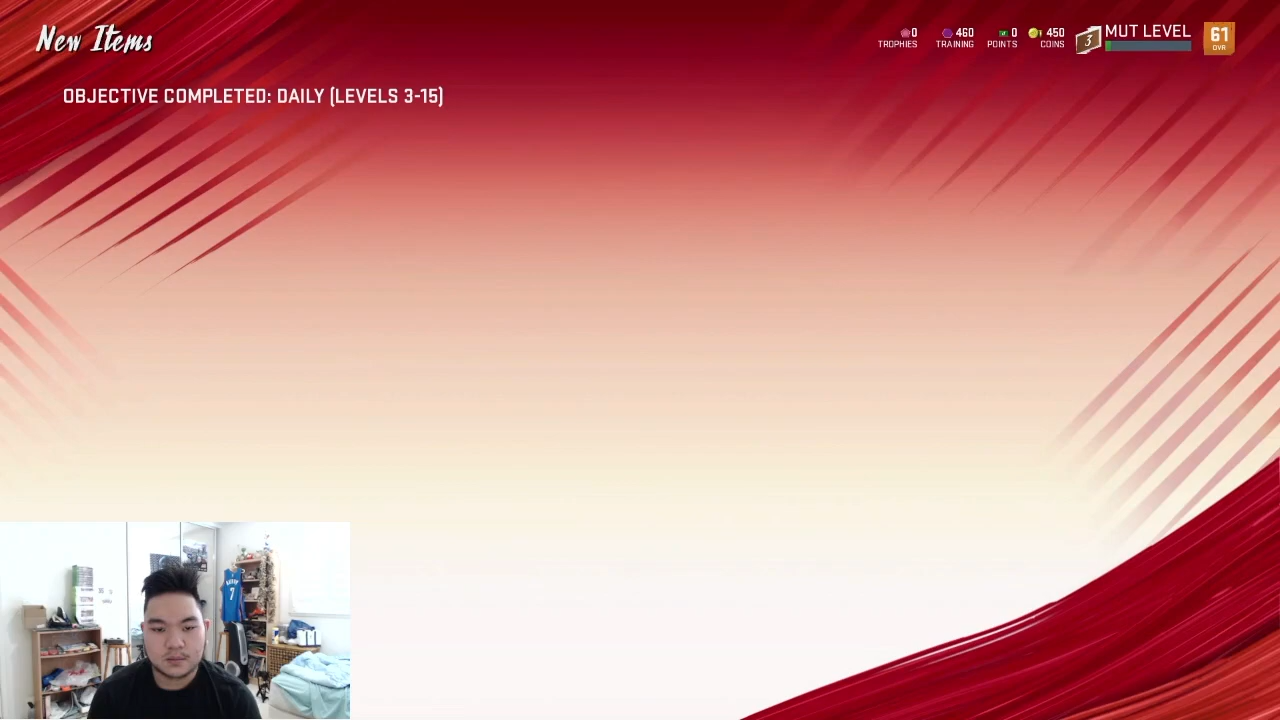 New Items
0
TROPHIES
460
TRAINING
0
POINTS
450
COINS
3
MUT LEVEL
61
OVR
OBJECTIVE COMPLETED: DAILY (LEVELS 3-15)
7